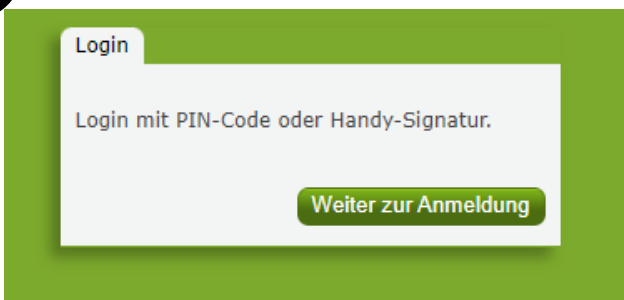 Login
Login mit PIN-Code oder Handy-Signatur.
Weiter zur Anmeldung